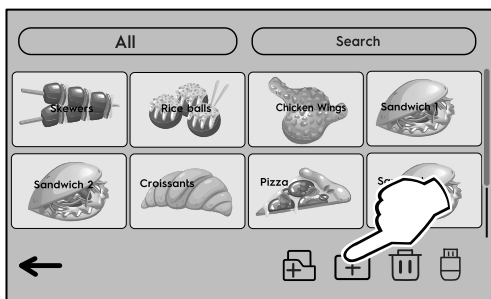 All
Search
Skewers
Rice balls
Chicken Wings
Sandwich 1
Sandwich 2
Croissants
Pizza